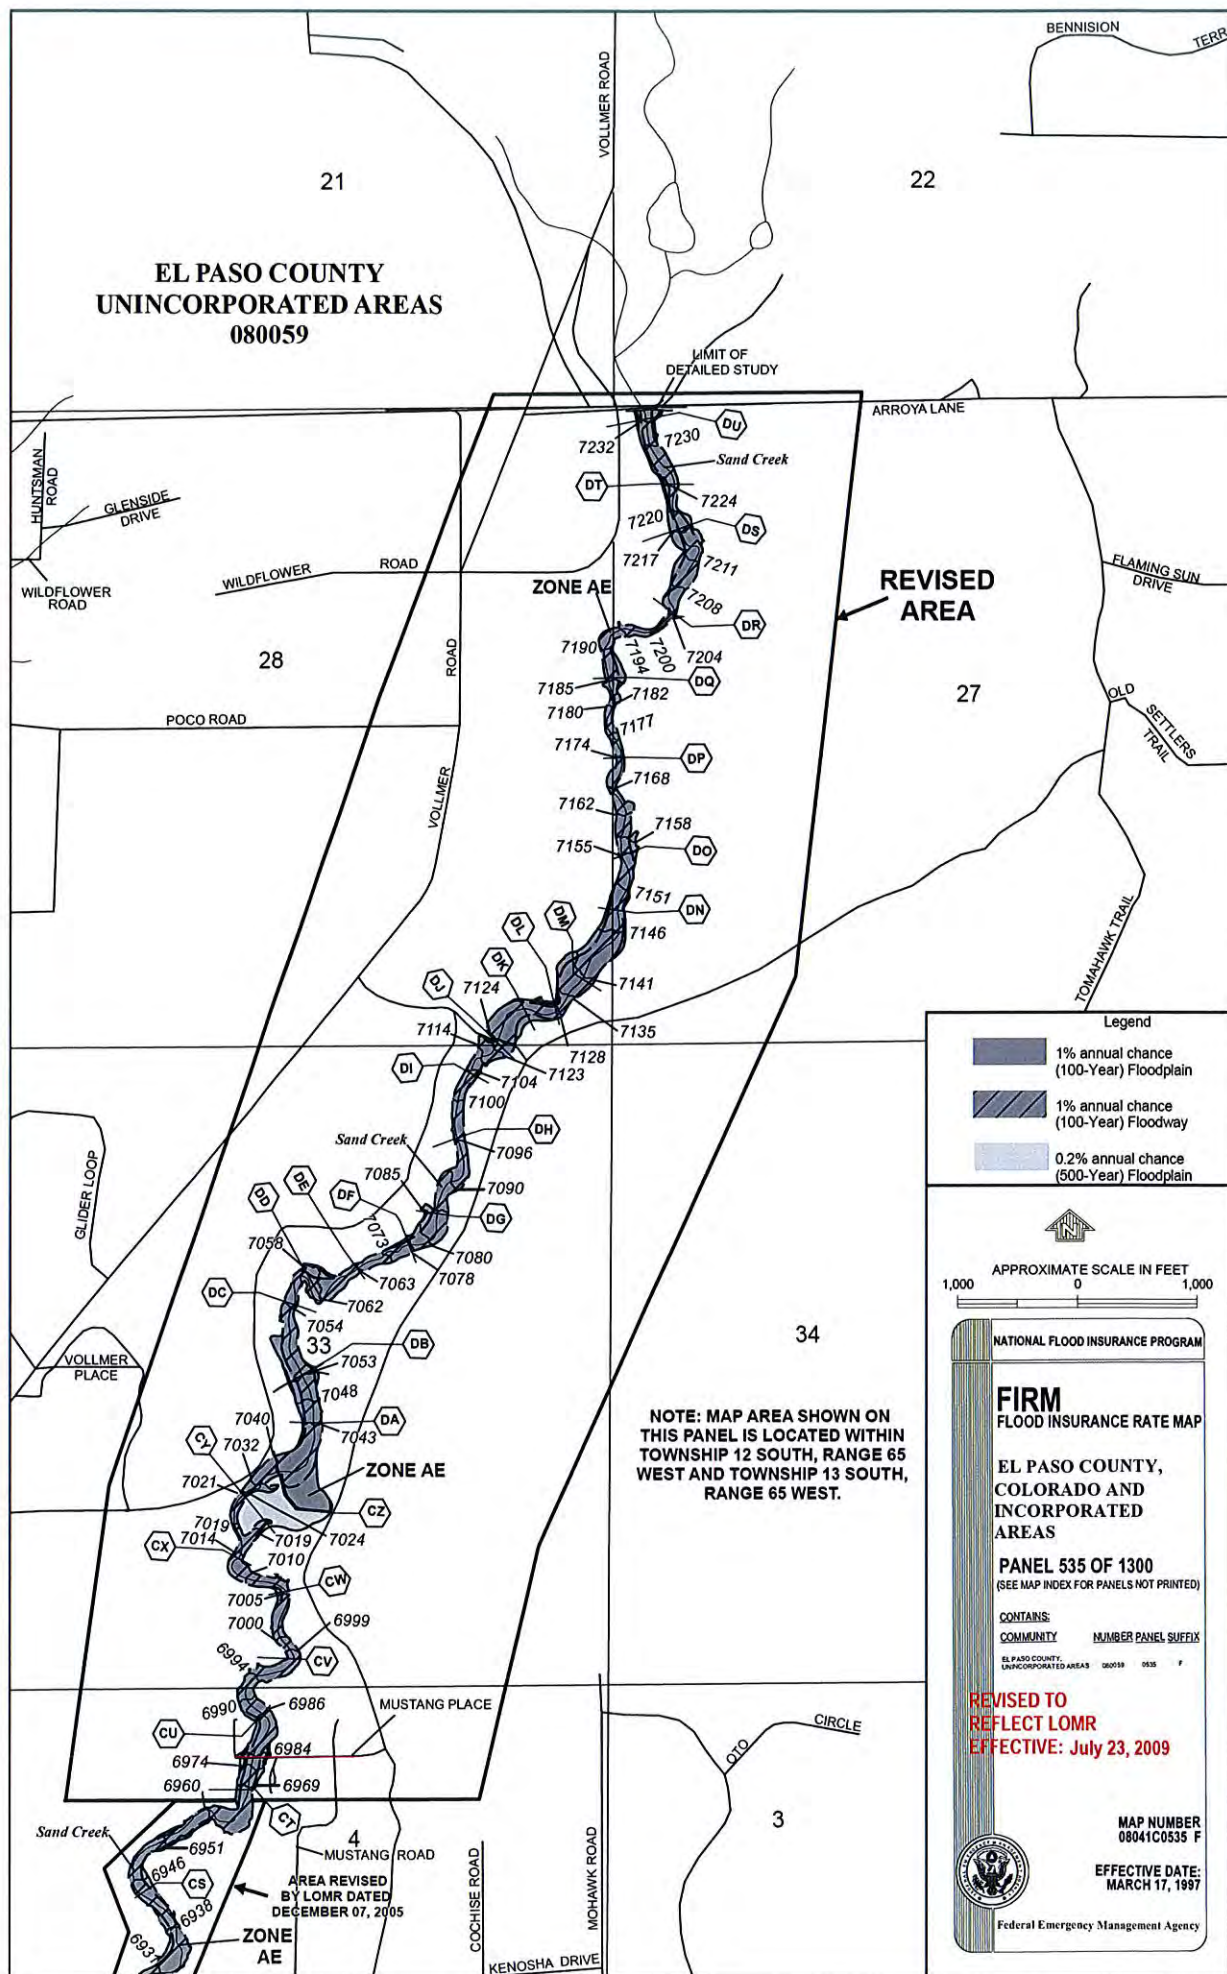 BENNISION
TERR
VOLLMER ROAD
21
22
EL PASO COUNTY
UNINCORPORATED AREAS
080059
LIMIT OF
DETAILED STUDY
ARROYA LANE
DU
7232
7230
Sand Creek
HUNTSMAN
ROAD
GLENSIDE
DRIVE
DT
7224
7220
DS
7217
7211
WILDFLOWER
ROAD
WILDFLOWER
ROAD
ZONE AE
REVISED
AREA
FLAMING SUN
DRIVE
7208
DR
7190
7194
7200
7204
28
ROAD
7185
DQ
7182
27
7180
OLD
SETTLERS
TRAIL
POCO ROAD
7177
7174
DP
7168
VOLLMER
7162
7158
7155
DO
7151
DN
DM
DL
7146
TOMAHAWK TRAIL
DK
DJ
7124
7141
7135
7114
7128
7123
DI
7104
7100
Legend
1% annual chance
(100-Year) Floodplain
1% annual chance
(100-Year) Floodway
0.2% annual chance
(500-Year) Floodplain
DH
Sand Creek
7096
GLIDER LOOP
7085
7090
DE
DF
DD
DG
7073
7058
7080
7063
7078
N
APPROXIMATE SCALE IN FEET
1,000
0
1,000
DC
7062
7054
33
34
VOLLMER
PLACE
DB
7053
7048
7040
DA
7043
CY
7032
ZONE AE
7021
CZ
7019
7019
7024
CX
7014
7010
CW
7005
7000
6999
6994
CV
NOTE: MAP AREA SHOWN ON
THIS PANEL IS LOCATED WITHIN
TOWNSHIP 12 SOUTH, RANGE 65
WEST AND TOWNSHIP 13 SOUTH,
RANGE 65 WEST.
NATIONAL FLOOD INSURANCE PROGRAM
FIRM
FLOOD INSURANCE RATE MAP
EL PASO COUNTY,
COLORADO AND
INCORPORATED
AREAS
PANEL 535 OF 1300
(SEE MAP INDEX FOR PANELS NOT PRINTED)
CONTAINS:
COMMUNITY NUMBER PANEL SUFFIX
EL PASO COUNTY,
UNINCORPORATED AREAS 080059 0535 F
REVISED TO
REFLECT LOMR
EFFECTIVE: July 23, 2009
MAP NUMBER
08041C0535 F
EFFECTIVE DATE:
MARCH 17, 1997
Federal Emergency Management Agency
6990
6986
MUSTANG PLACE
CU
6984
6974
6960
6969
CT
OTO
CIRCLE
3
4
Sand Creek
6951
6946
MUSTANG ROAD
CS
AREA REVISED
BY LOMR DATED
DECEMBER 07, 2005
6938
ZONE
AE
6931
COCHISE ROAD
MOHAWK ROAD
KENOSHA DRIVE